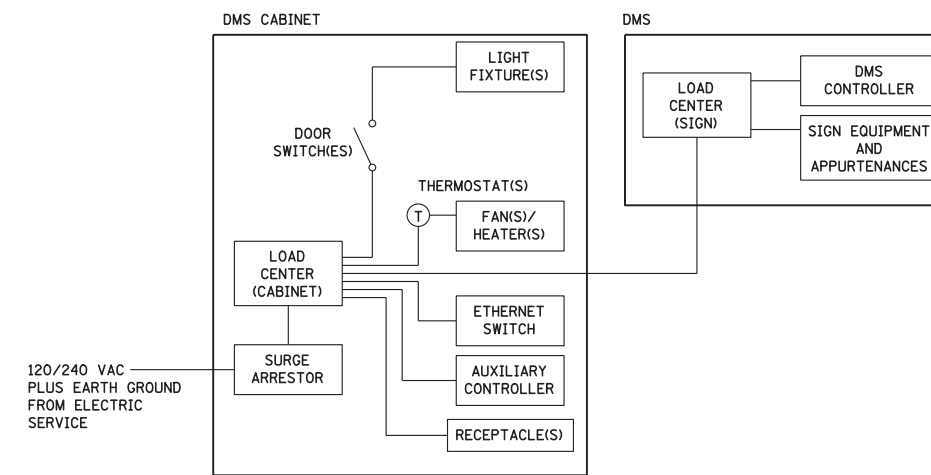 DMS CABINET
LIGHT
FIXTURE(S)
DOOR
SWITCH(ES)
THERMOSTAT(S)
T
FAN(S)/
HEATER(S)
LOAD
CENTER
(CABINET)
ETHERNET
SWITCH
SURGE
ARRESTOR
AUXILIARY
CONTROLLER
RECEPTACLE(S)
120/240 VAC
PLUS EARTH GROUND
FROM ELECTRIC
SERVICE
DMS
LOAD
CENTER
(SIGN)
DMS
CONTROLLER
SIGN EQUIPMENT
AND
APPURTENANCES